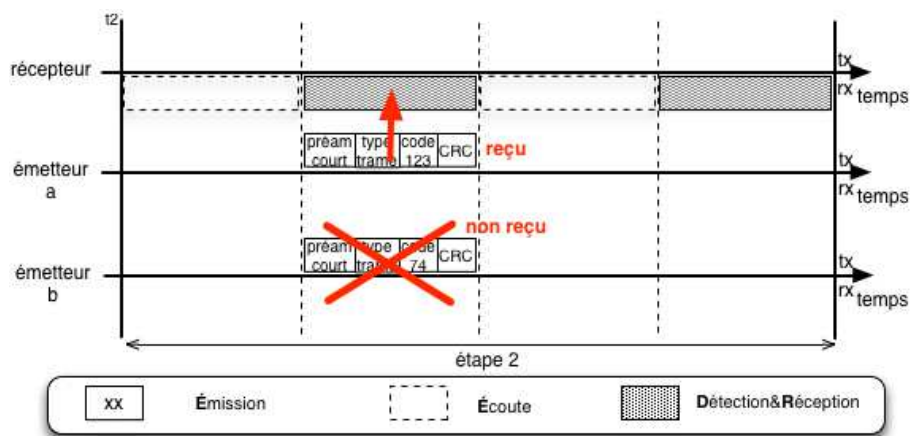 t2
récepteur
tx
rx temps
préam type code CRC
court trame 123
reçu
émetteur
a
tx
rx temps
non reçu
préam type code CRC
court trame 74
émetteur
b
tx
rx temps
étape 2
xx Émission Écoute Détection&Réception